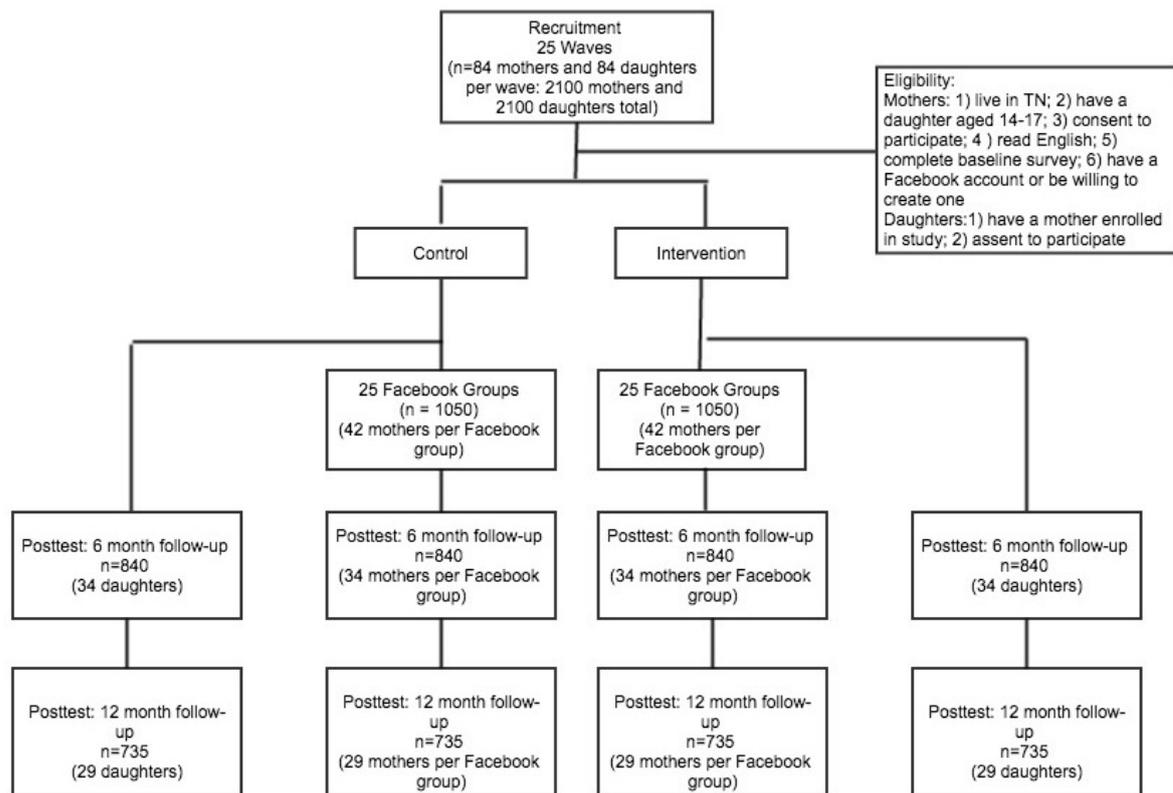 Recruitment
25 Waves
(n=84 mothers and 84 daughters
per wave: 2100 mothers and
2100 daughters total)
Eligibility:
Mothers: 1) live in TN; 2) have a
daughter aged 14-17; 3) consent to
participate; 4 ) read English; 5)
complete baseline survey; 6) have a
Facebook account or be willing to
create one
Daughters:1) have a mother enrolled
in study; 2) assent to participate
Control
Intervention
25 Facebook Groups
(n = 1050)
(42 mothers per Facebook
group)
25 Facebook Groups
(n = 1050)
(42 mothers per
Facebook group)
Posttest: 6 month follow-up
n=840
(34 daughters)
Posttest: 6 month follow-up
n=840
(34 mothers per Facebook
group)
Posttest: 6 month follow-up
n=840
(34 mothers per Facebook
group)
Posttest: 6 month follow-up
n=840
(34 daughters)
Posttest: 12 month follow-
up
n=735
(29 daughters)
Posttest: 12 month follow-
up
n=735
(29 mothers per Facebook
group)
Posttest: 12 month follow-
up
n=735
(29 mothers per Facebook
group)
Posttest: 12 month follow-
up
n=735
(29 daughters)